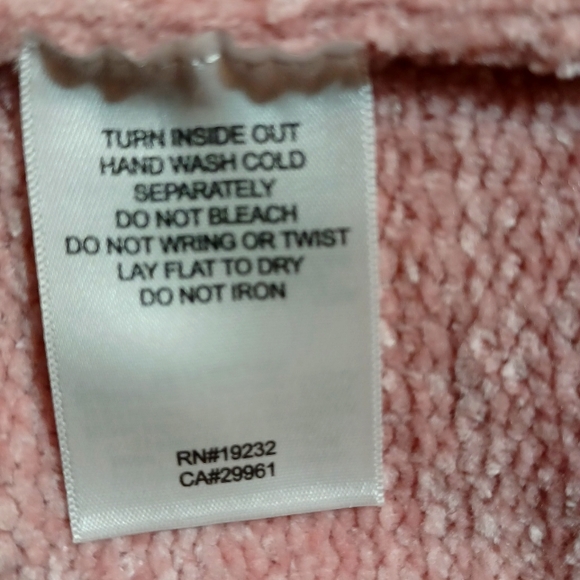 TURN INSIDE OUT
HAND WASH COLD
SEPARATELY
DO NOT BLEACH
DO NOT WRING OR TWIST
LAY FLAT TO DRY
DO NOT IRON
RN#19232
CA#29961